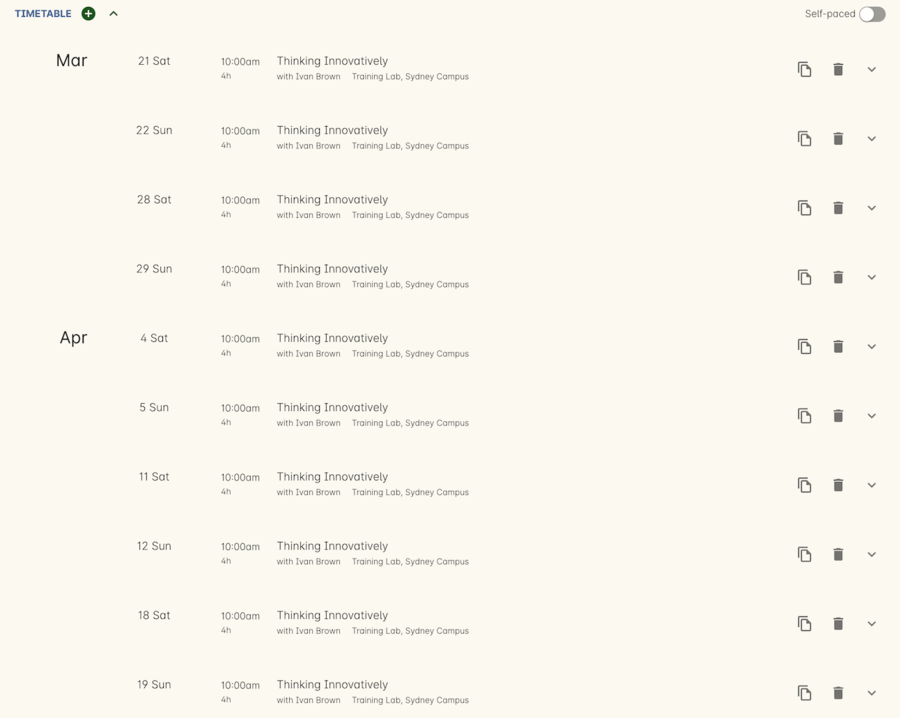 TIMETABLE Self-paced
Mar 21 Sat 10:00am Thinking Innovatively
4h with Ivan Brown Training Lab, Sydney Campus
22 Sun 10:00am Thinking Innovatively
4h with Ivan Brown Training Lab, Sydney Campus
28 Sat 10:00am Thinking Innovatively
4h with Ivan Brown Training Lab, Sydney Campus
29 Sun 10:00am Thinking Innovatively
4h with Ivan Brown Training Lab, Sydney Campus
Apr 4 Sat 10:00am Thinking Innovatively
4h with Ivan Brown Training Lab, Sydney Campus
5 Sun 10:00am Thinking Innovatively
4h with Ivan Brown Training Lab, Sydney Campus
11 Sat 10:00am Thinking Innovatively
4h with Ivan Brown Training Lab, Sydney Campus
12 Sun 10:00am Thinking Innovatively
4h with Ivan Brown Training Lab, Sydney Campus
18 Sat 10:00am Thinking Innovatively
4h with Ivan Brown Training Lab, Sydney Campus
19 Sun 10:00am Thinking Innovatively
4h with Ivan Brown Training Lab, Sydney Campus